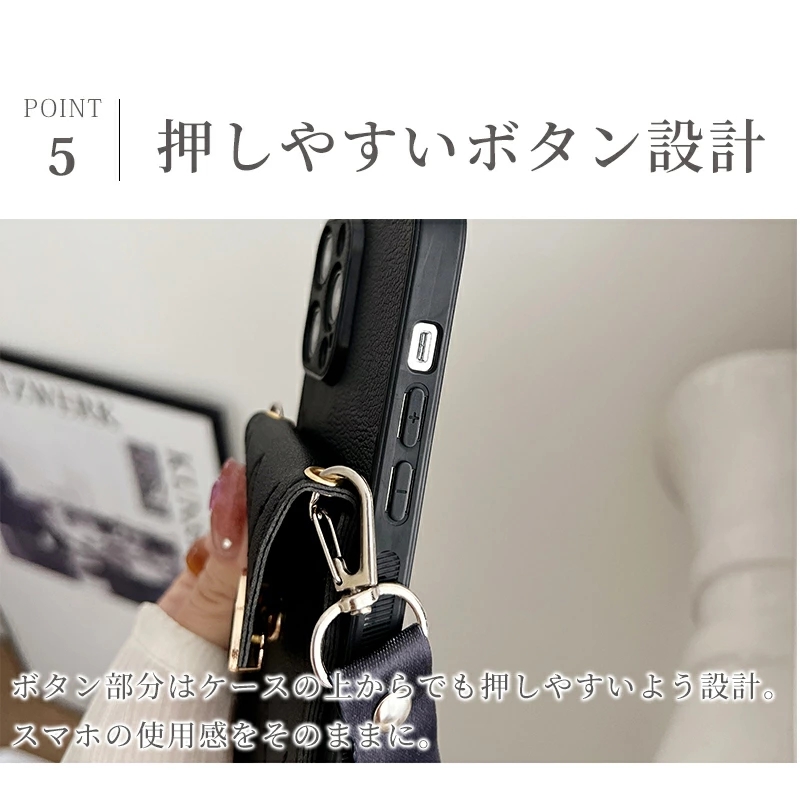 POINT
5
押しやすいボタン設計
+
−
ボタン部分はケースの上からでも押しやすいよう設計。
スマホの使用感をそのままに。